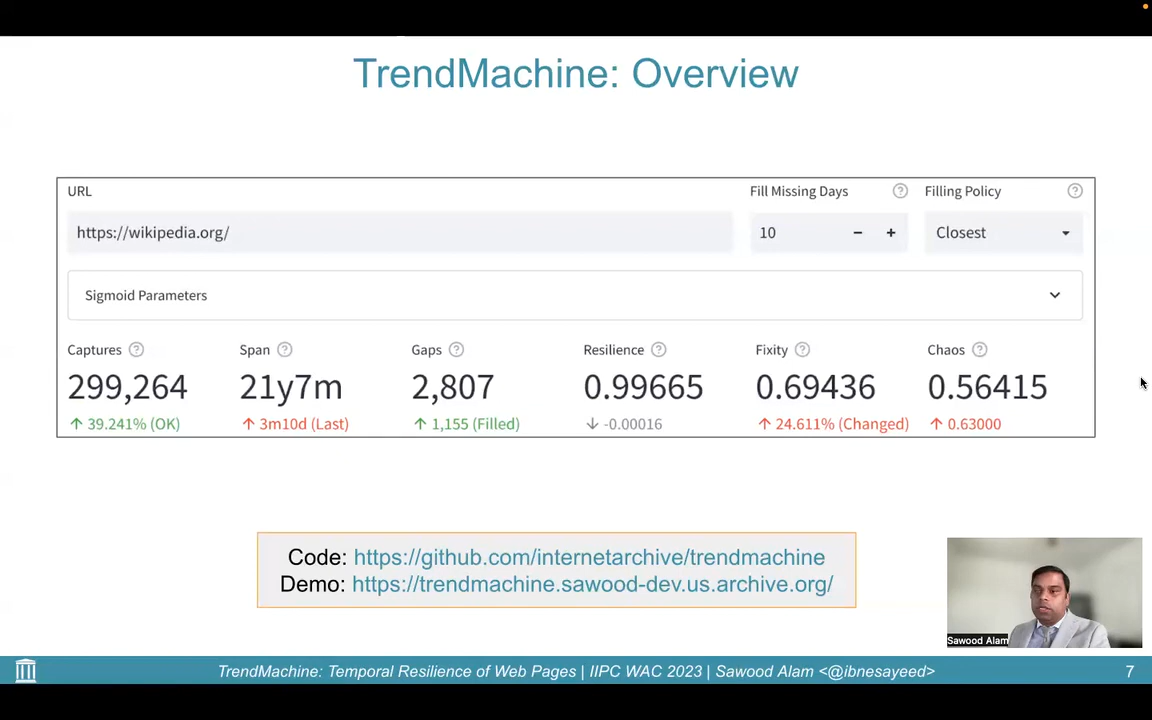 TrendMachine: Overview
URL
Fill Missing Days
Filling Policy
https://wikipedia.org/
10
Closest
Sigmoid Parameters
Captures
Span
Gaps
Resilience
Fixity
Chaos
299,264
21y7m
2,807
0.99665
0.69436
0.56415
↑ 39.241% (OK)
↑ 3m10d (Last)
↑ 1,155 (Filled)
↓ -0.00016
↑ 24.611% (Changed)
↑ 0.63000
Code: https://github.com/internetarchive/trendmachine
Demo: https://trendmachine.sawood-dev.us.archive.org/
Sawood Alam
TrendMachine: Temporal Resilience of Web Pages | IIPC WAC 2023 | Sawood Alam <@ibnesayeed>
7